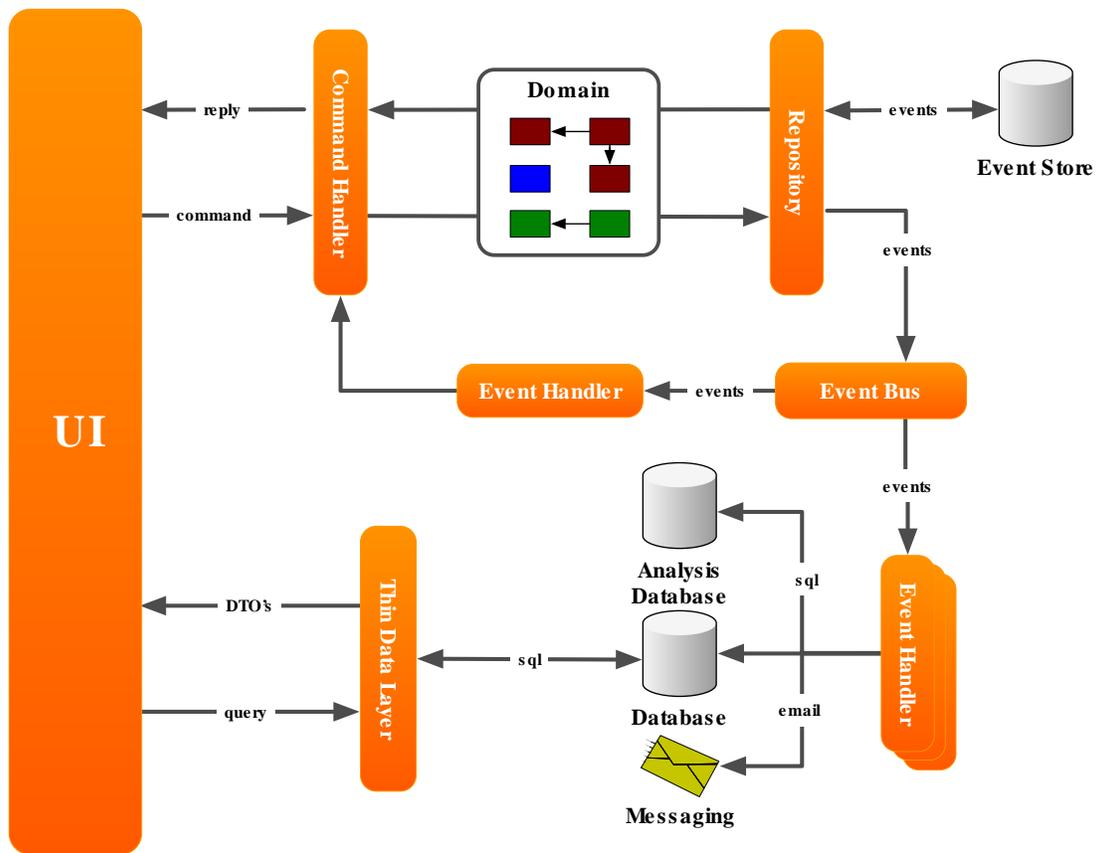 UI
reply
command
Command Handler
Domain
Repository
events
Event Store
events
Event Handler
events
Event Bus
events
Analysis
Database
sql
Event Handler
DTO's
Thin Data Layer
sql
Database
query
email
Messaging